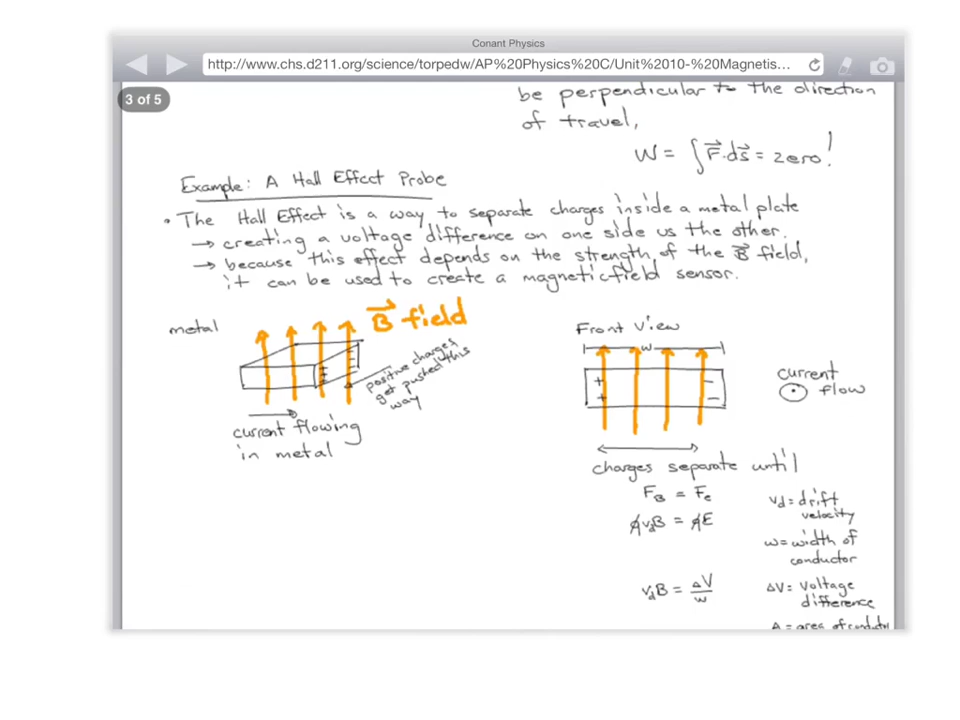 Conant Physics
http://www.chs.d211.org/science/torpedw/AP%20Physics%20C/Unit%2010-%20Magnetis...
3 of 5
be perpendicular to the direction
of travel,
W = ∫F⃗·ds⃗ = zero!
Example: A Hall Effect Probe
• The Hall Effect is a way to separate charges inside a metal plate
→ creating a voltage difference on one side vs the other.
→ because this effect depends on the strength of the B⃗ field,
it can be used to create a magnetic field sensor.
metal
B⃗ field
positive charges
get pushed this
way
current flowing
in metal
Front View
w
+ −
+ −
current
flow
charges separate until
F_B = F_e
qv_dB = qE
v_dB = ΔV/w
v_d = drift
velocity
w = width of
conductor
ΔV = Voltage
difference
A = area of conductor